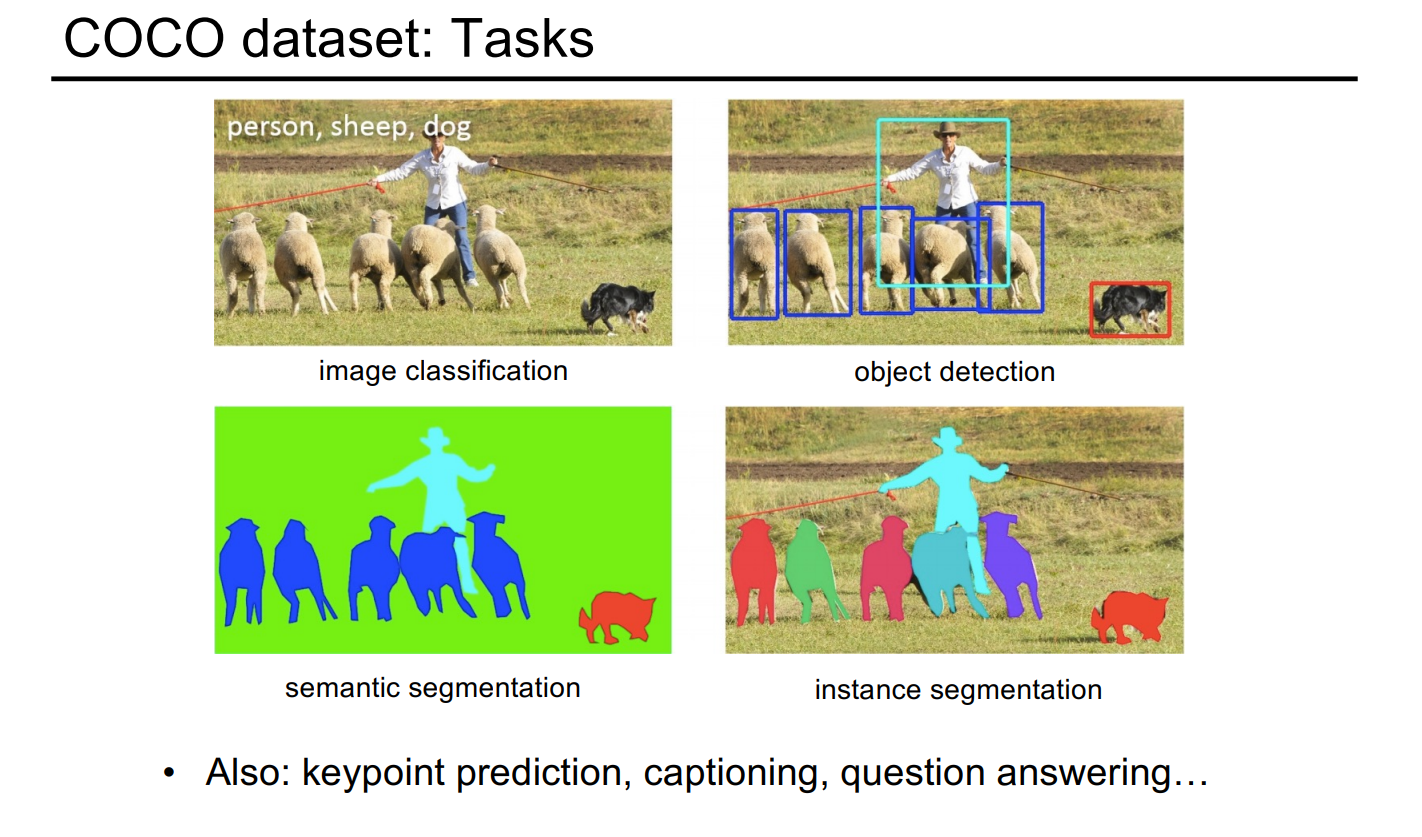 COCO dataset: Tasks
person, sheep, dog
image classification
object detection
semantic segmentation
instance segmentation
• Also: keypoint prediction, captioning, question answering…